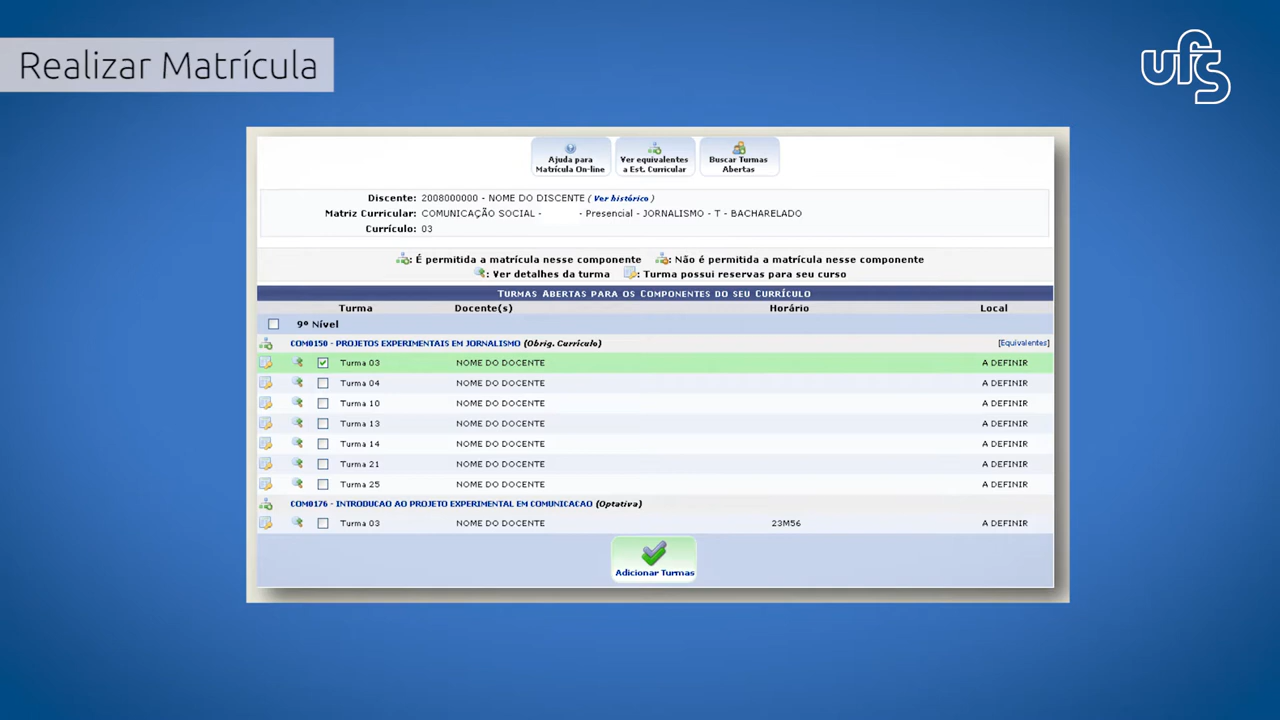 Realizar Matrícula
ufs
Ajuda para
Matrícula On-line
Ver equivalentes
a Est. Curricular
Buscar Turmas
Abertas
Discente: 2008000000 - NOME DO DISCENTE ( Ver histórico )
Matriz Curricular: COMUNICAÇÃO SOCIAL - - Presencial - JORNALISMO - T - BACHARELADO
Currículo: 03
: É permitida a matrícula nesse componente : Não é permitida a matrícula nesse componente
: Ver detalhes da turma : Turma possui reservas para seu curso
TURMAS ABERTAS PARA OS COMPONENTES DO SEU CURRÍCULO
Turma Docente(s) Horário Local
9º Nível
COM0150 - PROJETOS EXPERIMENTAIS EM JORNALISMO (Obrig. Currículo) [Equivalentes]
Turma 03 NOME DO DOCENTE A DEFINIR
Turma 04 NOME DO DOCENTE A DEFINIR
Turma 10 NOME DO DOCENTE A DEFINIR
Turma 13 NOME DO DOCENTE A DEFINIR
Turma 14 NOME DO DOCENTE A DEFINIR
Turma 21 NOME DO DOCENTE A DEFINIR
Turma 25 NOME DO DOCENTE A DEFINIR
COM0176 - INTRODUCAO AO PROJETO EXPERIMENTAL EM COMUNICACAO (Optativa)
Turma 03 NOME DO DOCENTE 23M56 A DEFINIR
Adicionar Turmas